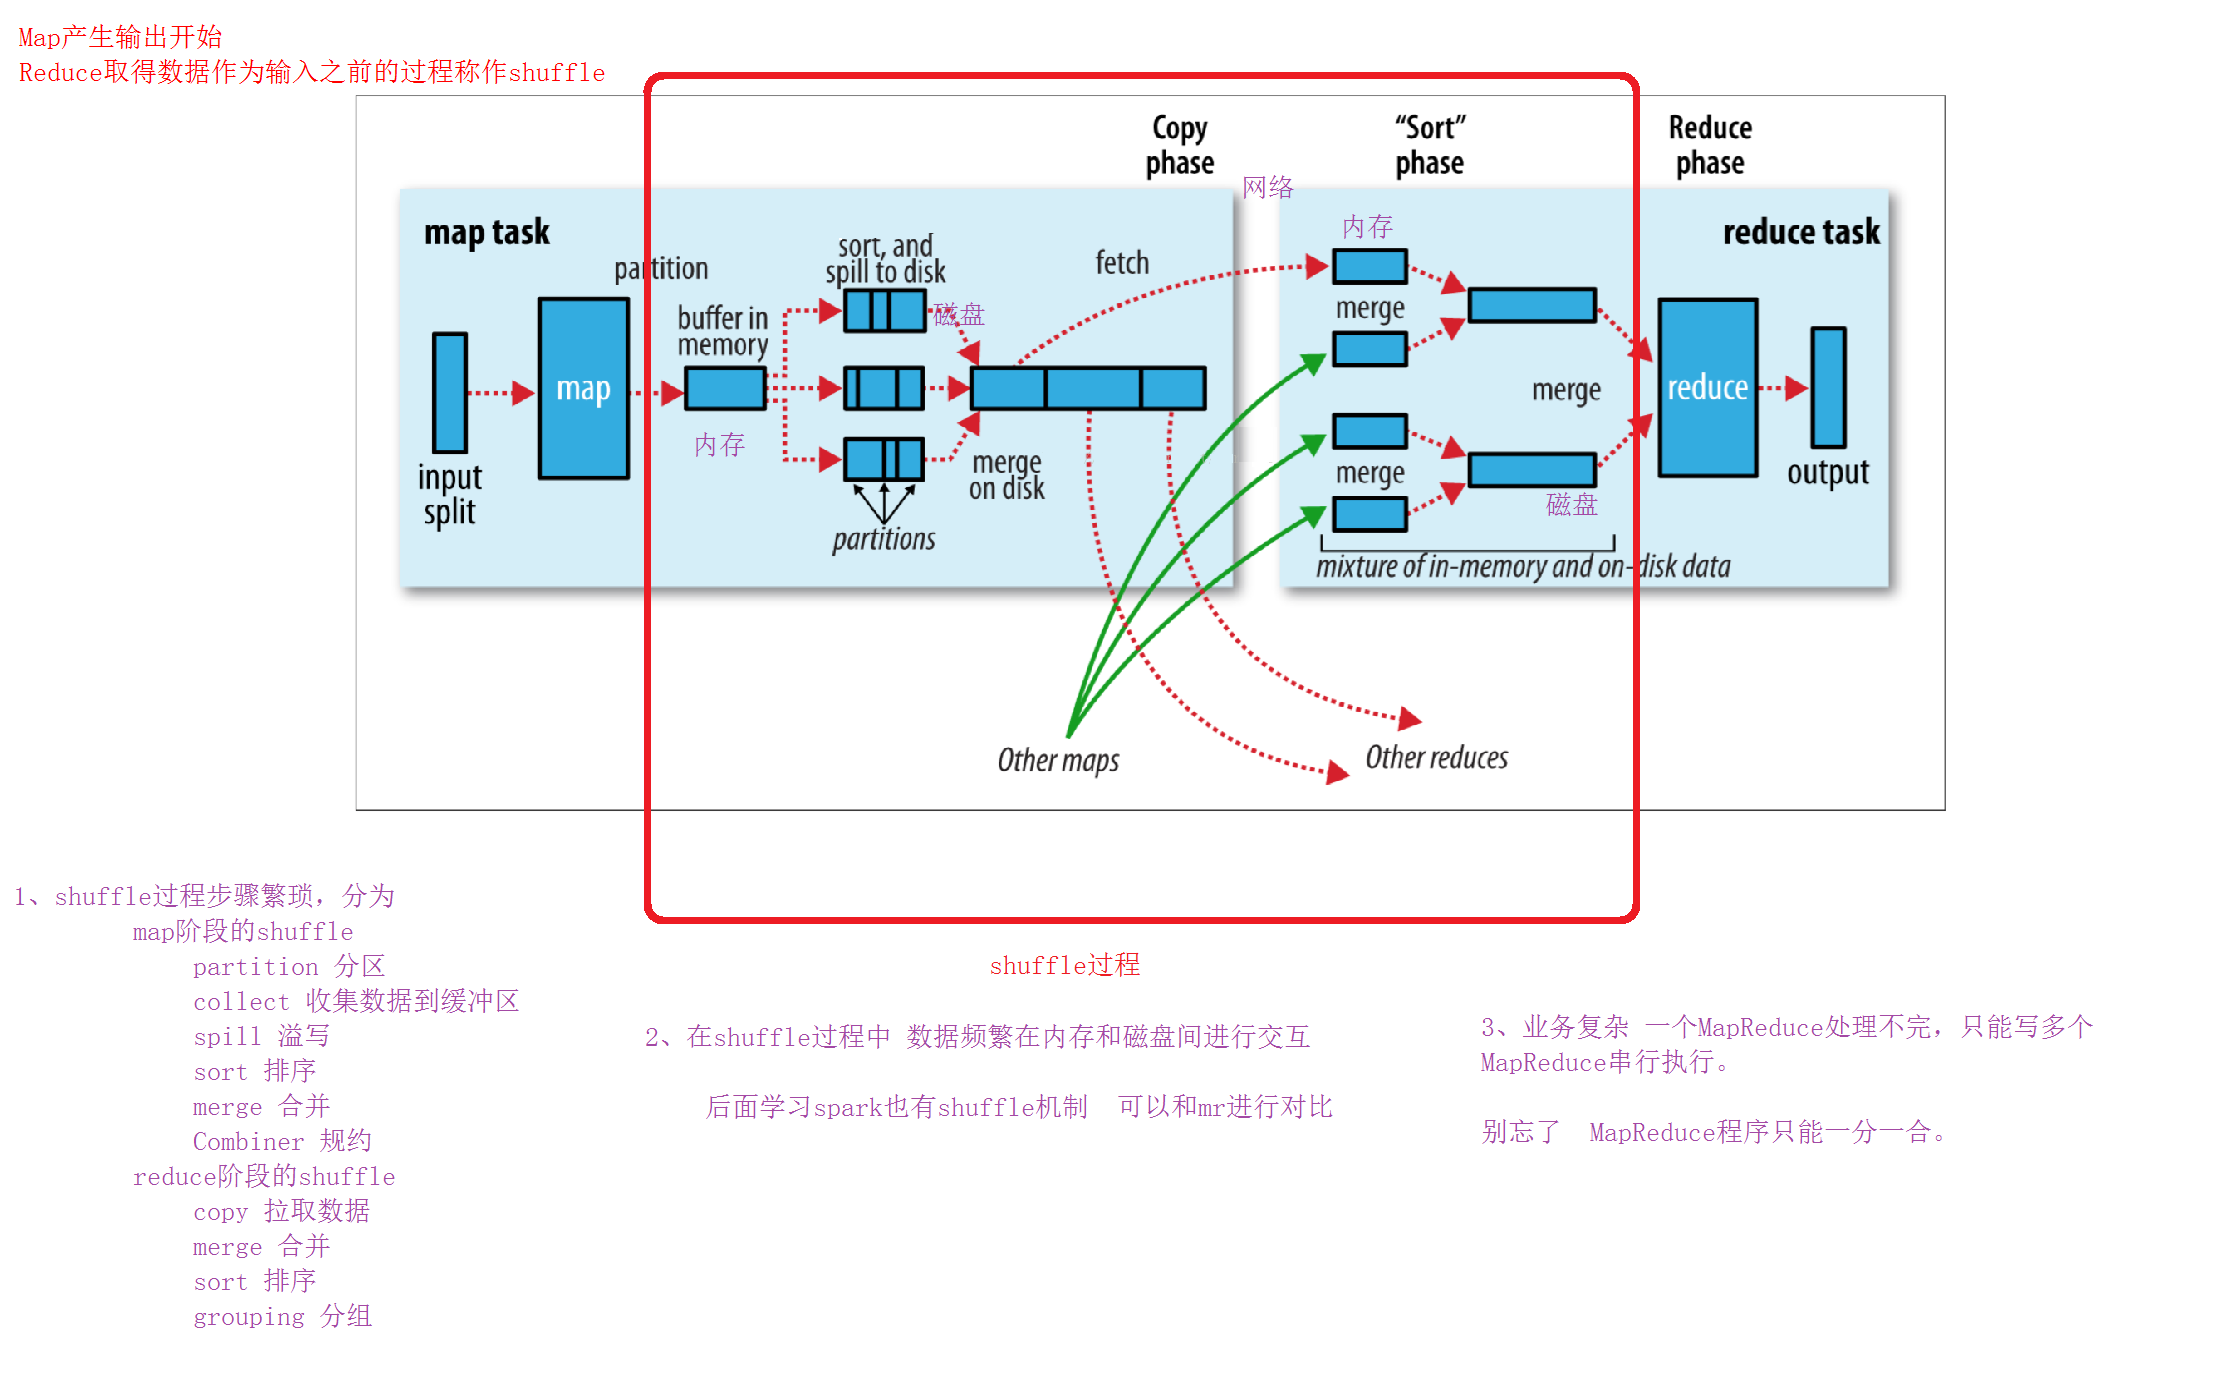 Map产生输出开始
Reduce取得数据作为输入之前的过程称作shuffle
Copy
phase
“Sort”
phase
Reduce
phase
网络
map task
partition
sort, and
spill to disk
fetch
内存
reduce task
磁盘
buffer in
memory
merge
map
merge
reduce
内存
input
split
merge
on disk
merge
output
磁盘
partitions
mixture of in-memory and on-disk data
Other maps
Other reduces
1、shuffle过程步骤繁琐，分为
map阶段的shuffle
partition 分区
collect 收集数据到缓冲区
spill 溢写
sort 排序
merge 合并
Combiner 规约
reduce阶段的shuffle
copy 拉取数据
merge 合并
sort 排序
grouping 分组
shuffle过程
2、在shuffle过程中 数据频繁在内存和磁盘间进行交互
后面学习spark也有shuffle机制 可以和mr进行对比
3、业务复杂 一个MapReduce处理不完，只能写多个
MapReduce串行执行。
别忘了 MapReduce程序只能一分一合。